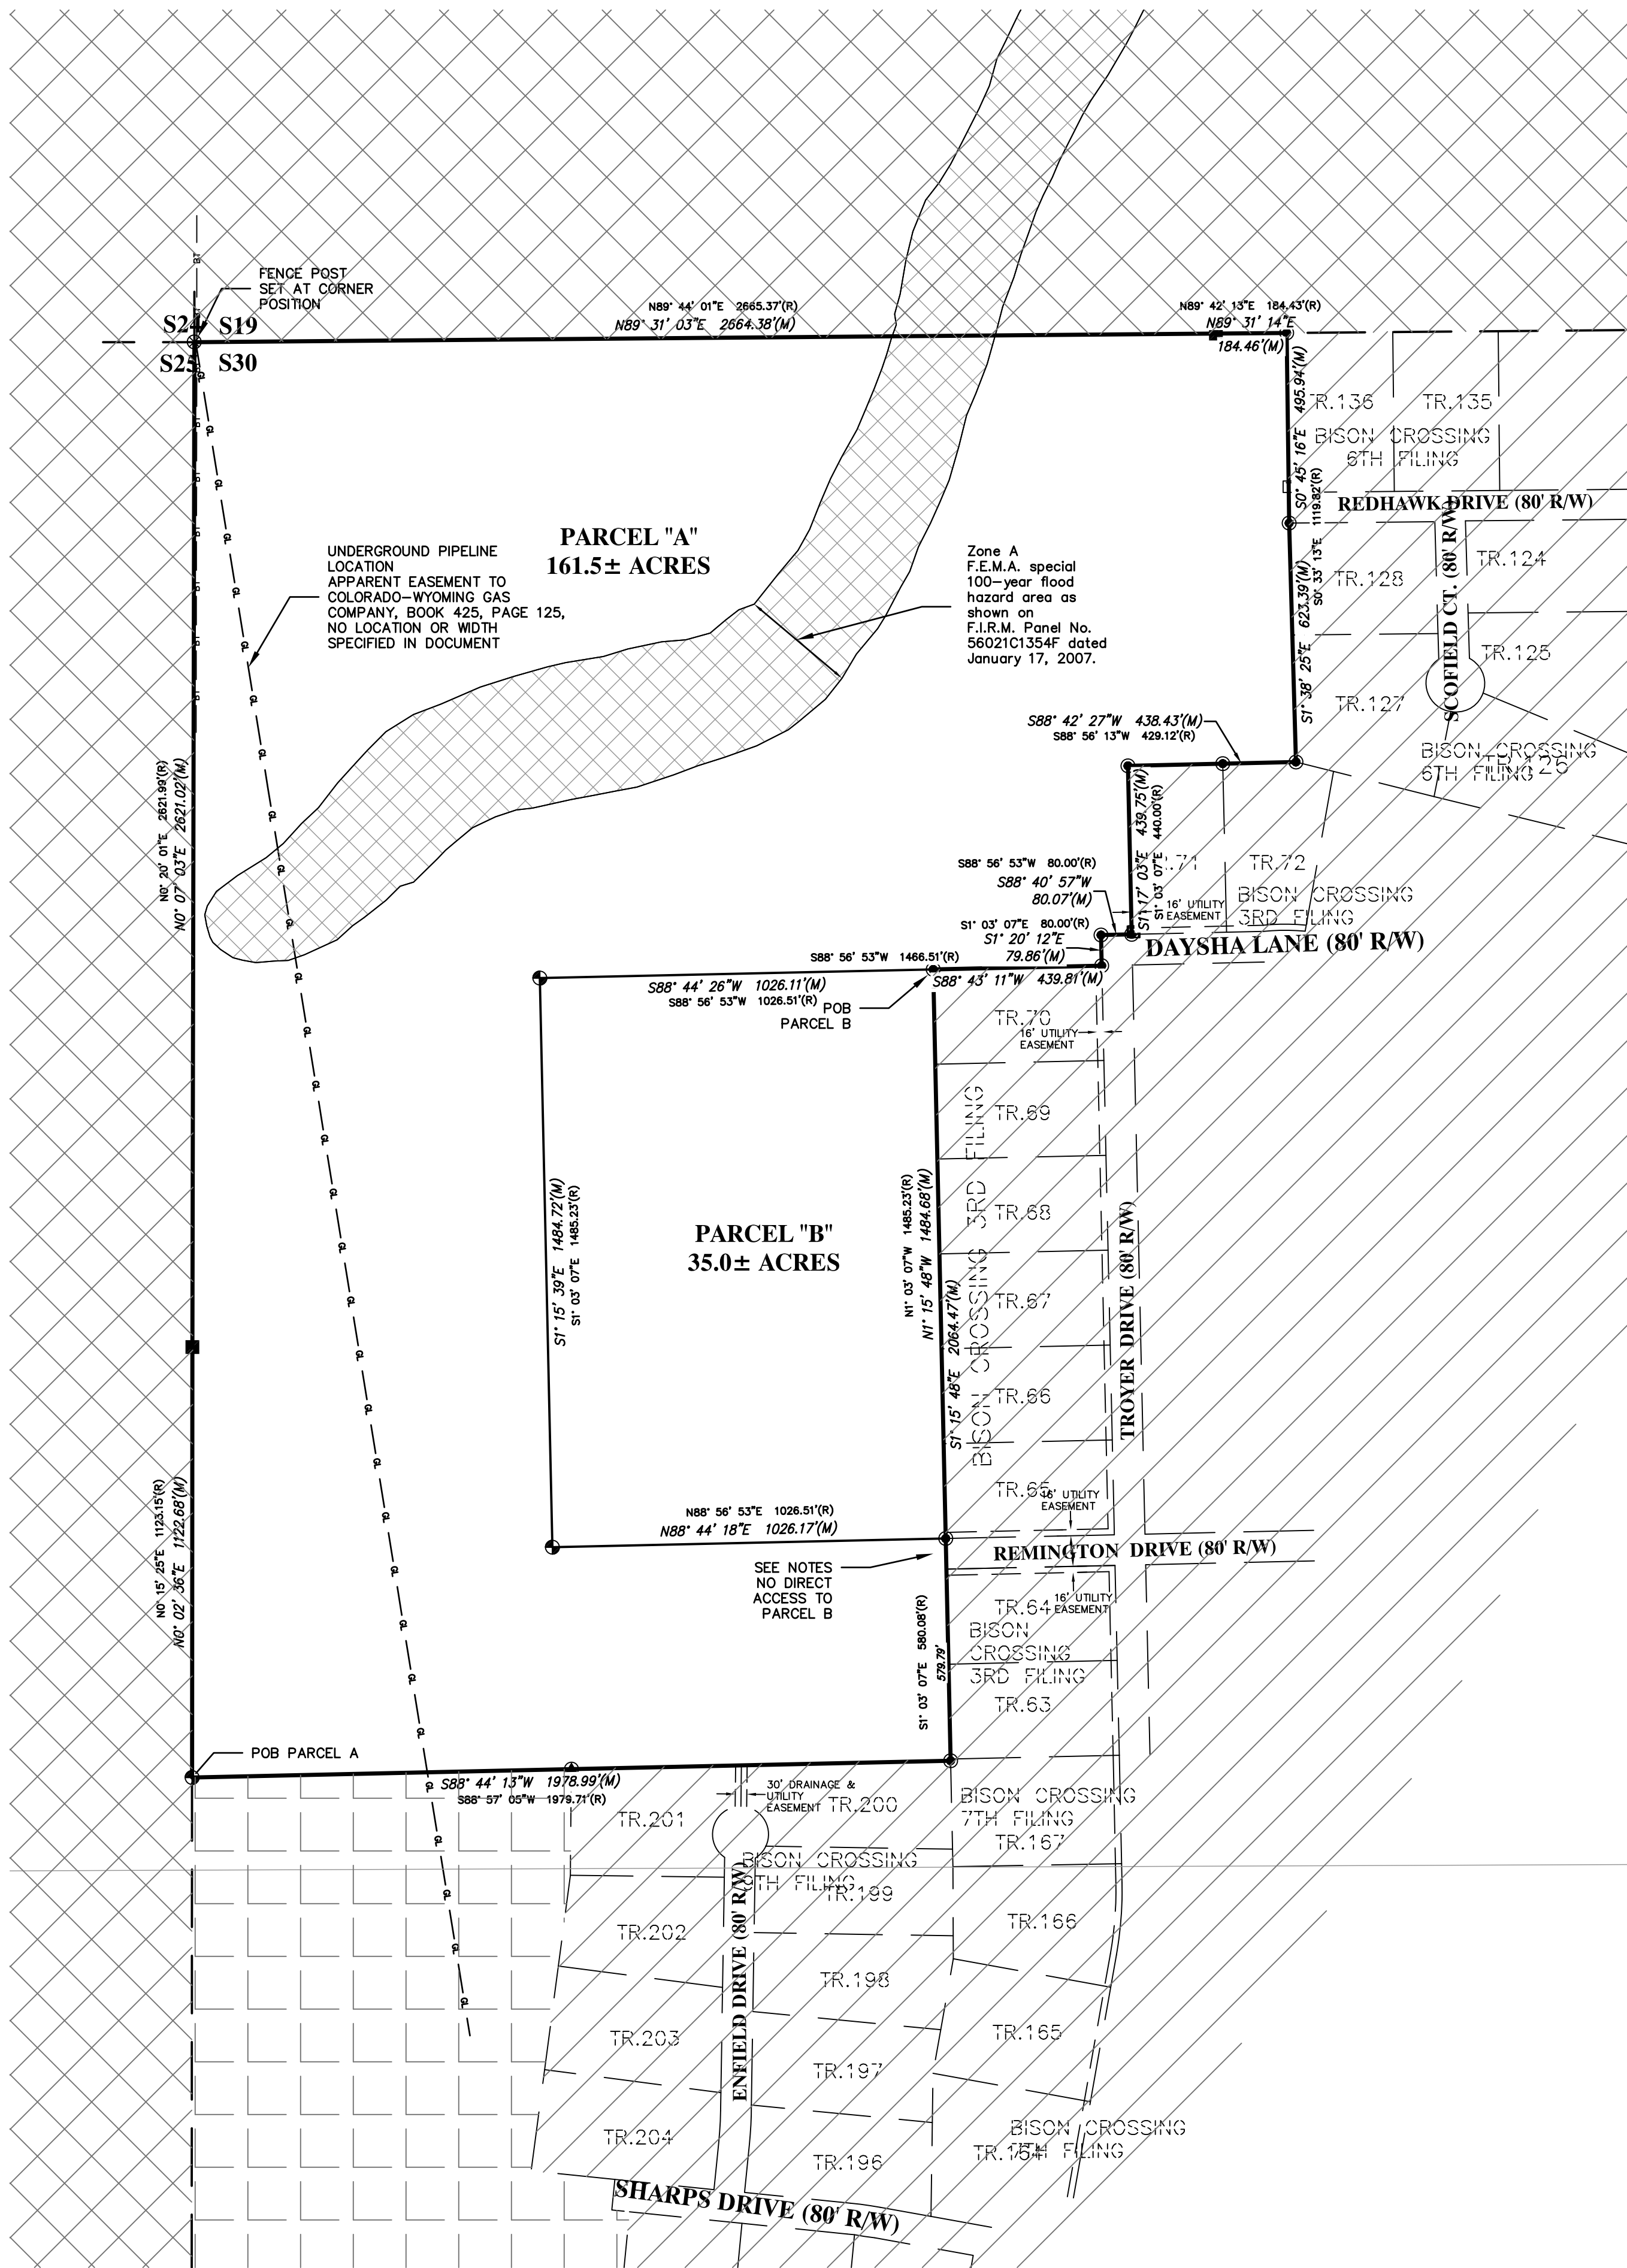 FENCE POST
SET AT CORNER
POSITION
S24 S19
S25 S30
N89° 44' 01"E 2665.37'(R)
N89° 31' 03"E 2664.38'(M)
N89° 42' 13"E 184.43'(R)
N89° 31' 14"E
184.46'(M)
S0° 45' 16"E 495.94'(M)
S0° 33' 13"E 1119.82'(R)
S1° 38' 25"E 623.39'(M)
TR.136
TR.135
BISON CROSSING
6TH FILING
REDHAWK DRIVE (80' R/W)
SCOFIELD CT. (80' R/W)
TR.124
TR.128
TR.125
TR.127
BISON CROSSING
6TH FILING
TR.126
PARCEL "A"
161.5± ACRES
UNDERGROUND PIPELINE
LOCATION
APPARENT EASEMENT TO
COLORADO-WYOMING GAS
COMPANY, BOOK 425, PAGE 125,
NO LOCATION OR WIDTH
SPECIFIED IN DOCUMENT
Zone A
F.E.M.A. special
100-year flood
hazard area as
shown on
F.I.R.M. Panel No.
56021C1354F dated
January 17, 2007.
S88° 42' 27"W 438.43'(M)
S88° 56' 13"W 429.12'(R)
N0° 20' 01"E 2621.99'(R)
N0° 07' 03"E 2621.02'(M)
S1° 17' 03"E 439.75'(M)
S1° 03' 07"E 440.00'(R)
S88° 56' 53"W 80.00'(R)
S88° 40' 57"W
80.07'(M)
.71
TR.72
BISON CROSSING
3RD FILING
16' UTILITY
EASEMENT
S1° 03' 07"E 80.00'(R)
S1° 20' 12"E
79.86'(M)
DAYSHA LANE (80' R/W)
S88° 56' 53"W 1466.51'(R)
S88° 43' 11"W 439.81'(M)
S88° 44' 26"W 1026.11'(M)
S88° 56' 53"W 1026.51'(R)
POB
PARCEL B
TR.70
16' UTILITY
EASEMENT
TR.69
TR.68
TR.67
TR.66
TR.65
BISON CROSSING 3RD FILING
TROYER DRIVE (80' R/W)
S1° 15' 39"E 1484.72'(M)
S1° 03' 07"E 1485.23'(R)
PARCEL "B"
35.0± ACRES
N1° 03' 07"W 1485.23'(R)
N1° 15' 48"W 1484.68'(M)
S1° 15' 48"E 2064.47'(M)
16' UTILITY
EASEMENT
N88° 56' 53"E 1026.51'(R)
N88° 44' 18"E 1026.17'(M)
REMINGTON DRIVE (80' R/W)
SEE NOTES
NO DIRECT
ACCESS TO
PARCEL B
TR.64
16' UTILITY
EASEMENT
BISON
CROSSING
3RD FILING
TR.63
S1° 03' 07"E 580.08'(R)
579.79'
N0° 15' 25"E 1123.15'(R)
N0° 02' 36"E 1122.68'(M)
POB PARCEL A
S88° 44' 13"W 1978.99'(M)
S88° 57' 05"W 1979.71'(R)
30' DRAINAGE &
UTILITY
EASEMENT
TR.200
TR.201
BISON CROSSING
7TH FILING
TR.167
BISON CROSSING
9TH FILING
TR.199
TR.202
TR.166
TR.198
TR.203
TR.165
TR.197
ENFIELD DRIVE (80' R/W)
TR.204
TR.196
BISON CROSSING
7TH FILING
SHARPS DRIVE (80' R/W)